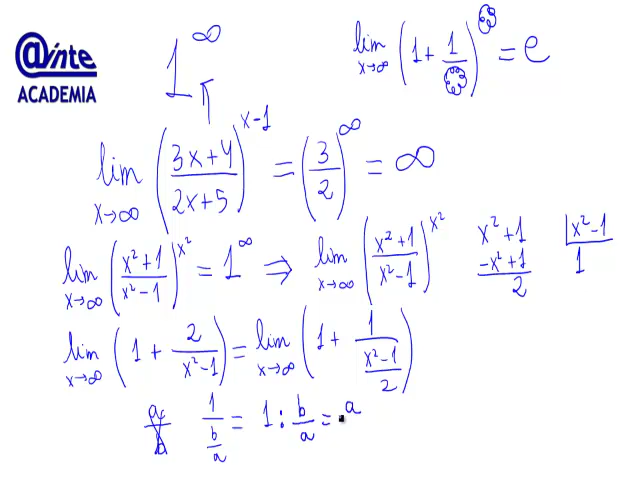 @inte
ACADEMIA
1^∞
lim x→∞ (1 + 1/☁)^☁ = e
lim x→∞ ((3x+4)/(2x+5))^(x-1) = (3/2)^∞ = ∞
lim x→∞ ((x²+1)/(x²-1))^(x²) = 1^∞ ⇒ lim x→∞ ((x²+1)/(x²-1))^(x²)
x²+1 | x²-1
-x²+1 1
2
lim x→∞ (1 + 2/(x²-1)) = lim x→∞ (1 + 1/((x²-1)/2))
1/(b/a) = 1 : b/a = a